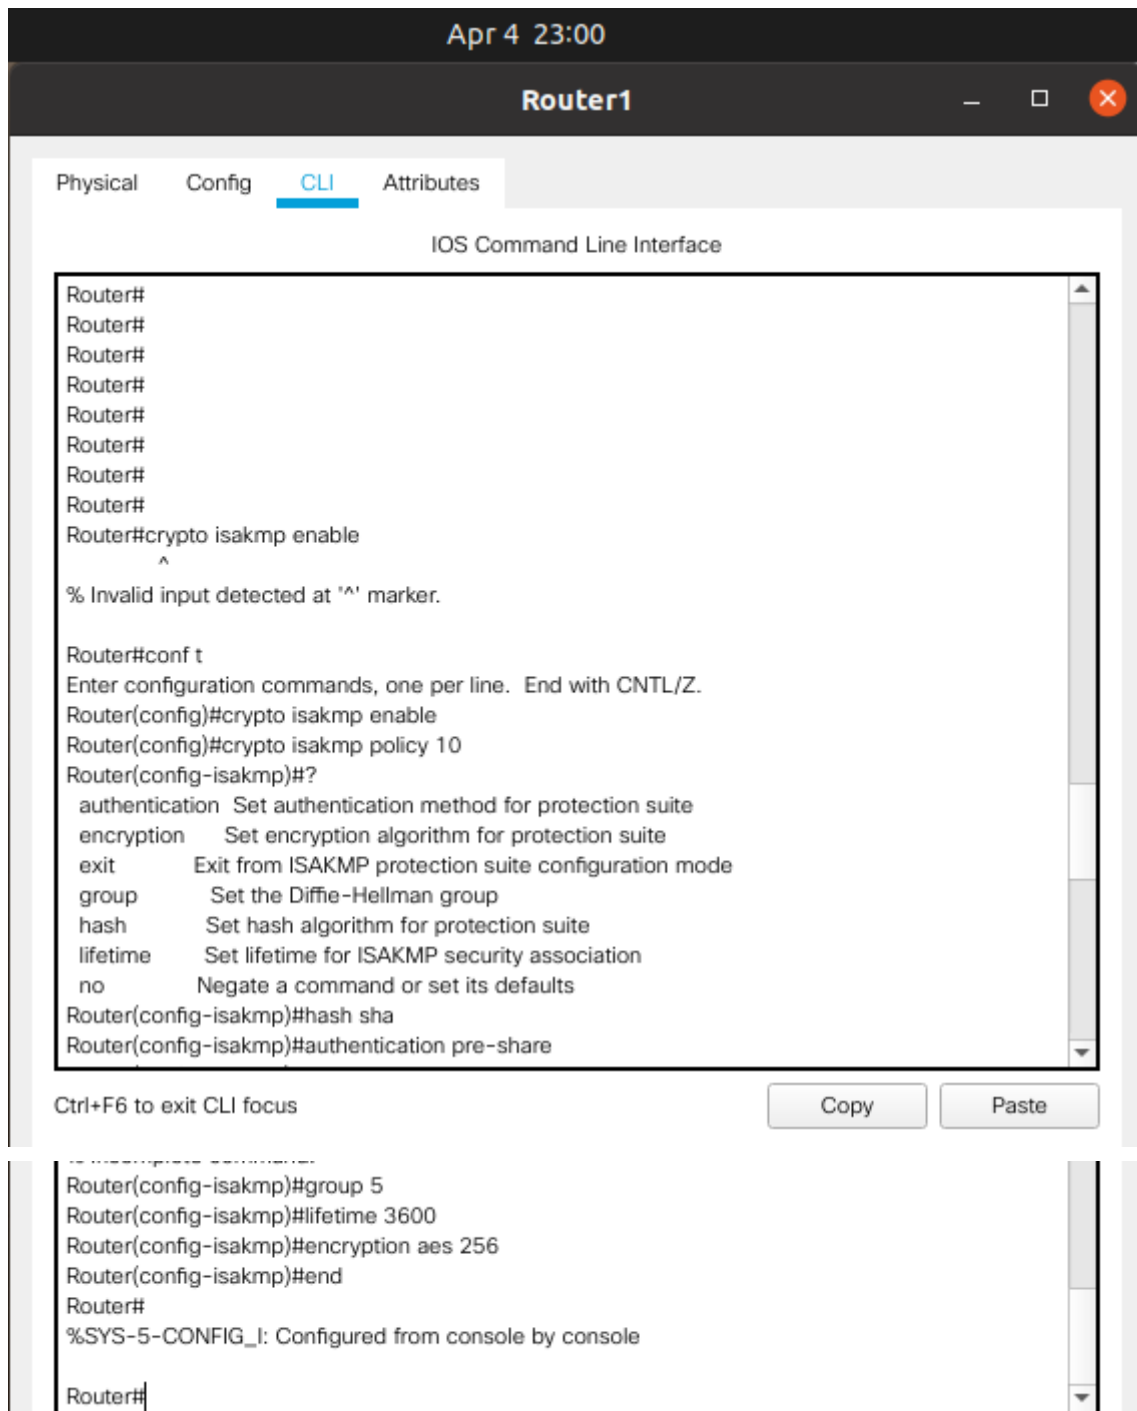 Apr 4 23:00
Router1
Physical Config CLI Attributes
IOS Command Line Interface
Router#
Router#
Router#
Router#
Router#
Router#
Router#
Router#
Router#crypto isakmp enable
^
% Invalid input detected at '^' marker.
Router#conf t
Enter configuration commands, one per line. End with CNTL/Z.
Router(config)#crypto isakmp enable
Router(config)#crypto isakmp policy 10
Router(config-isakmp)#?
authentication Set authentication method for protection suite
encryption Set encryption algorithm for protection suite
exit Exit from ISAKMP protection suite configuration mode
group Set the Diffie-Hellman group
hash Set hash algorithm for protection suite
lifetime Set lifetime for ISAKMP security association
no Negate a command or set its defaults
Router(config-isakmp)#hash sha
Router(config-isakmp)#authentication pre-share
Ctrl+F6 to exit CLI focus
Copy Paste
Router(config-isakmp)#group 5
Router(config-isakmp)#lifetime 3600
Router(config-isakmp)#encryption aes 256
Router(config-isakmp)#end
Router#
%SYS-5-CONFIG_I: Configured from console by console
Router#